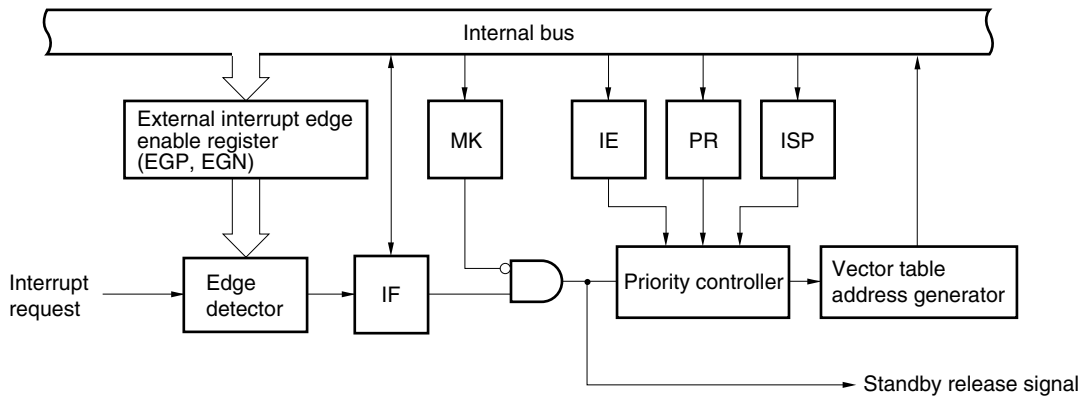 Internal bus
External interrupt edge
enable register
(EGP, EGN)
MK
IE
PR
ISP
Interrupt
request
Edge
detector
IF
Priority controller
Vector table
address generator
Standby release signal